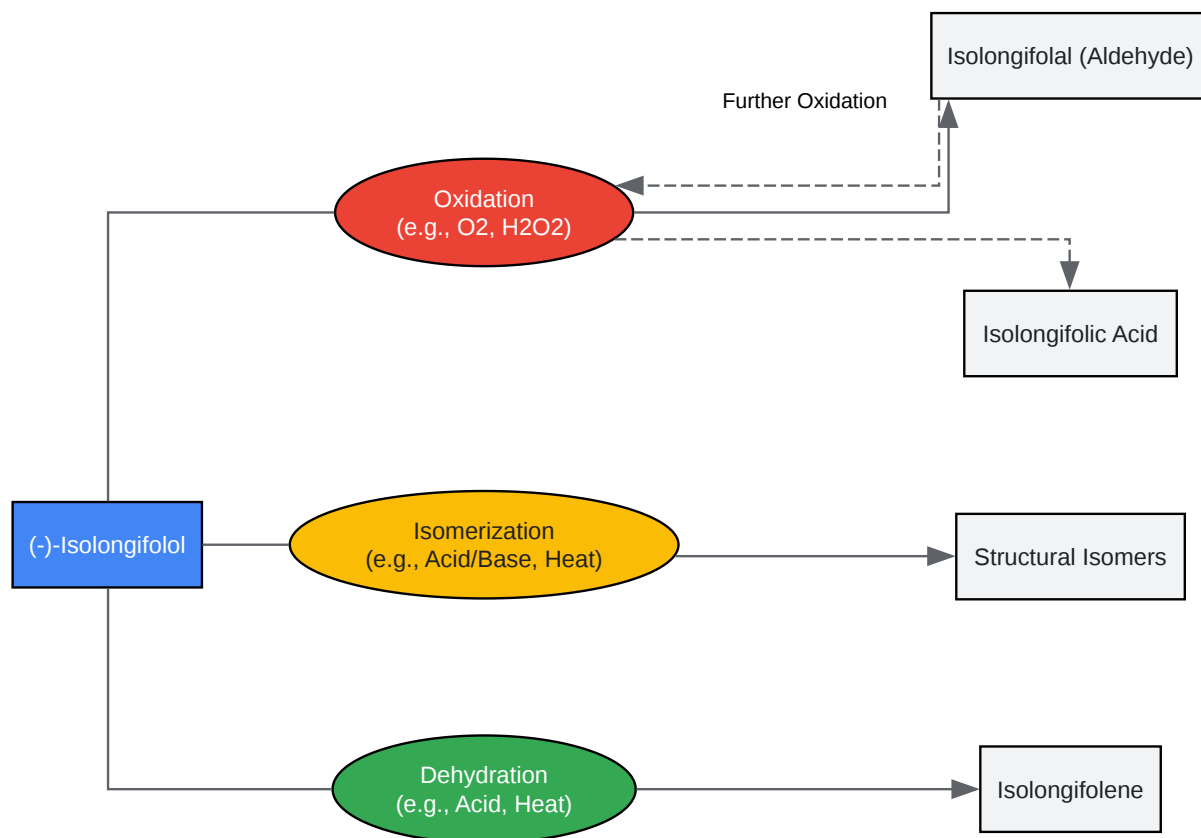 Isolongifolal (Aldehyde)
Further Oxidation
Oxidation
(e.g., O2, H2O2)
Isolongifolic Acid
(-)-Isolongifolol
Isomerization
(e.g., Acid/Base, Heat)
Structural Isomers
Dehydration
(e.g., Acid, Heat)
Isolongifolene